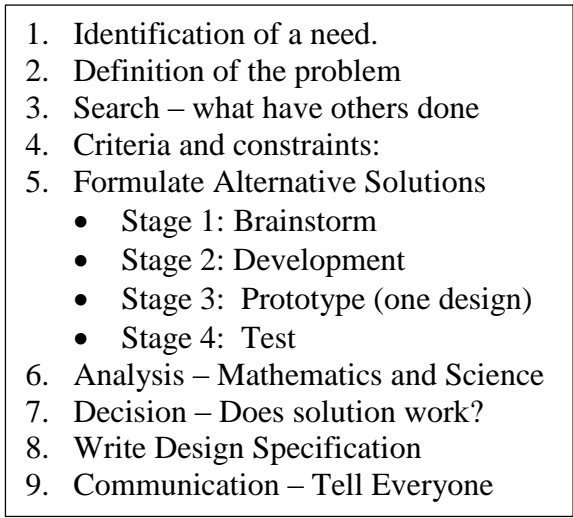 1. Identification of a need.
2. Definition of the problem
3. Search – what have others done
4. Criteria and constraints:
5. Formulate Alternative Solutions
• Stage 1: Brainstorm
• Stage 2: Development
• Stage 3:  Prototype (one design)
• Stage 4:  Test
6. Analysis – Mathematics and Science
7. Decision – Does solution work?
8. Write Design Specification
9. Communication – Tell Everyone